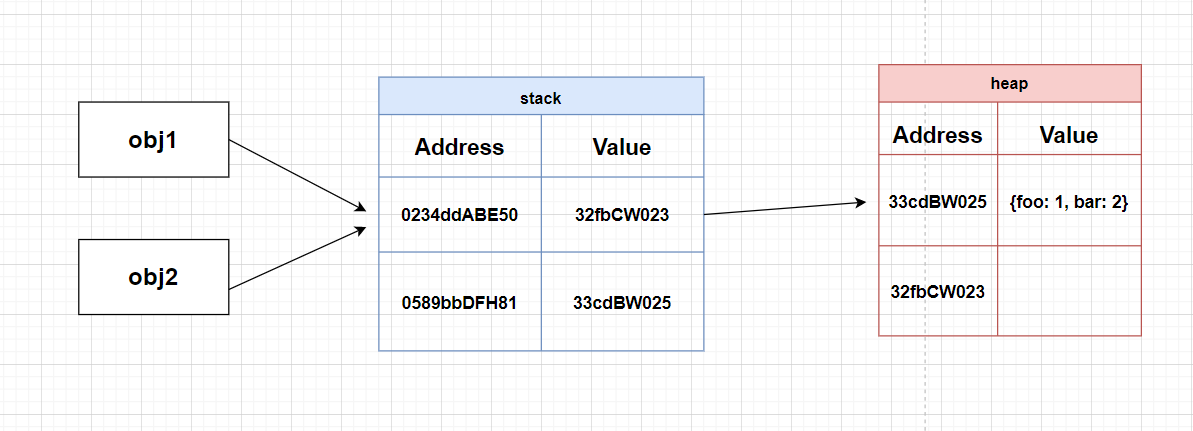 obj1
obj2
stack
Address Value
0234ddABE50 32fbCW023
0589bbDFH81 33cdBW025
heap
Address Value
33cdBW025 {foo: 1, bar: 2}
32fbCW023